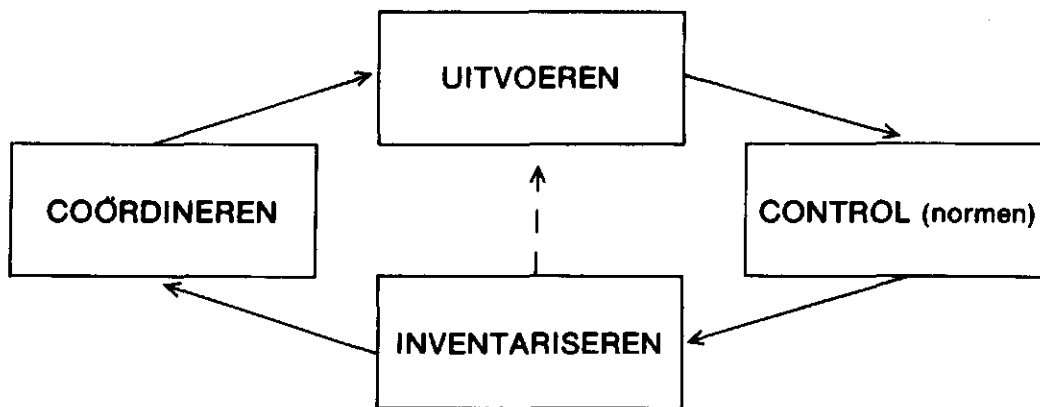 UITVOEREN
COÖRDINEREN
CONTROL (normen)
INVENTARISEREN